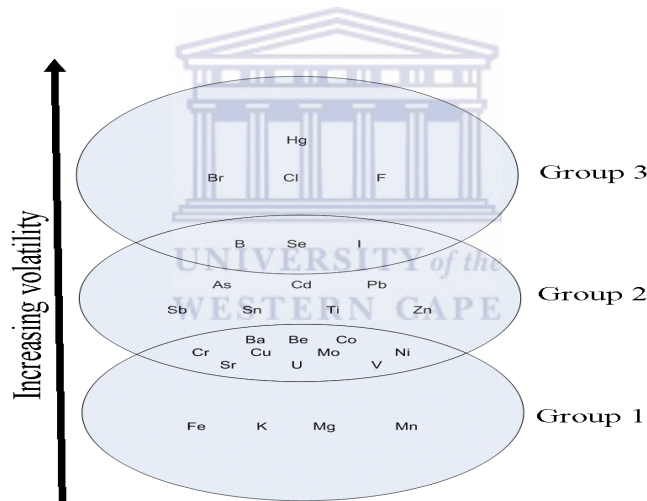 Increasing volatility
Hg
Br Cl F
Group 3
B Se I
UNIVERSITY of the
As Cd Pb
WESTERN CAPE
Group 2
Sb Sn Ti Zn
Ba Be Co
Cr Cu Mo Ni
Sr U V
Group 1
Fe K Mg Mn